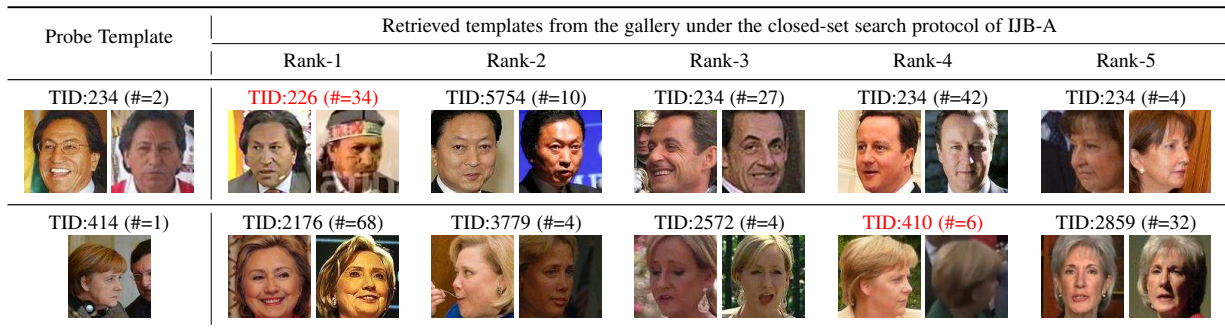 Probe Template
Retrieved templates from the gallery under the closed-set search protocol of IJB-A
Rank-1 Rank-2 Rank-3 Rank-4 Rank-5
TID:234 (#=2) TID:226 (#=34) TID:5754 (#=10) TID:234 (#=27) TID:234 (#=42) TID:234 (#=4)
TID:414 (#=1) TID:2176 (#=68) TID:3779 (#=4) TID:2572 (#=4) TID:410 (#=6) TID:2859 (#=32)